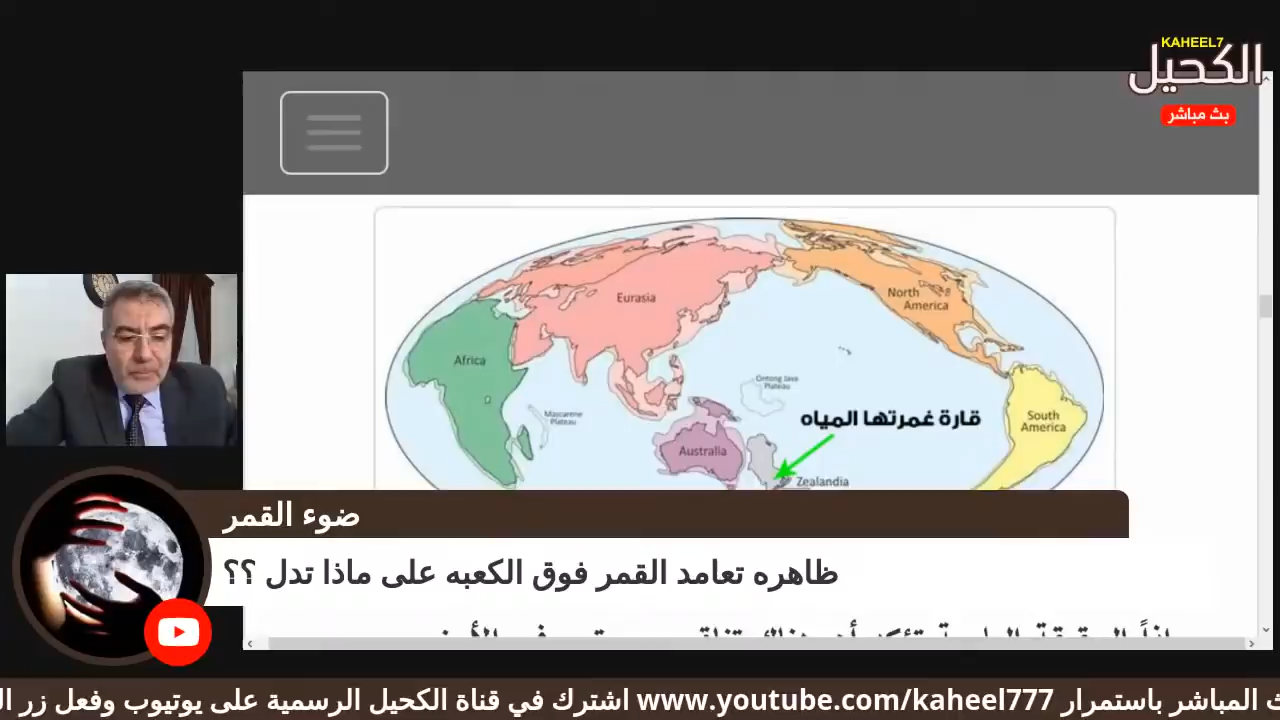 KAHEEL7
الكحيل
بث مباشر
Eurasia
North
America
Africa
Ontong Java
Plateau
Mascarene
Plateau
قارة غمرتها المياه
South
America
Australia
Zealandia
ضوء القمر
ظاهره تعامد القمر فوق الكعبه على ماذا تدل ؟؟
ث المباشر باستمرار www.youtube.com/kaheel777 اشترك في قناة الكحيل الرسمية على يوتيوب وفعل زر